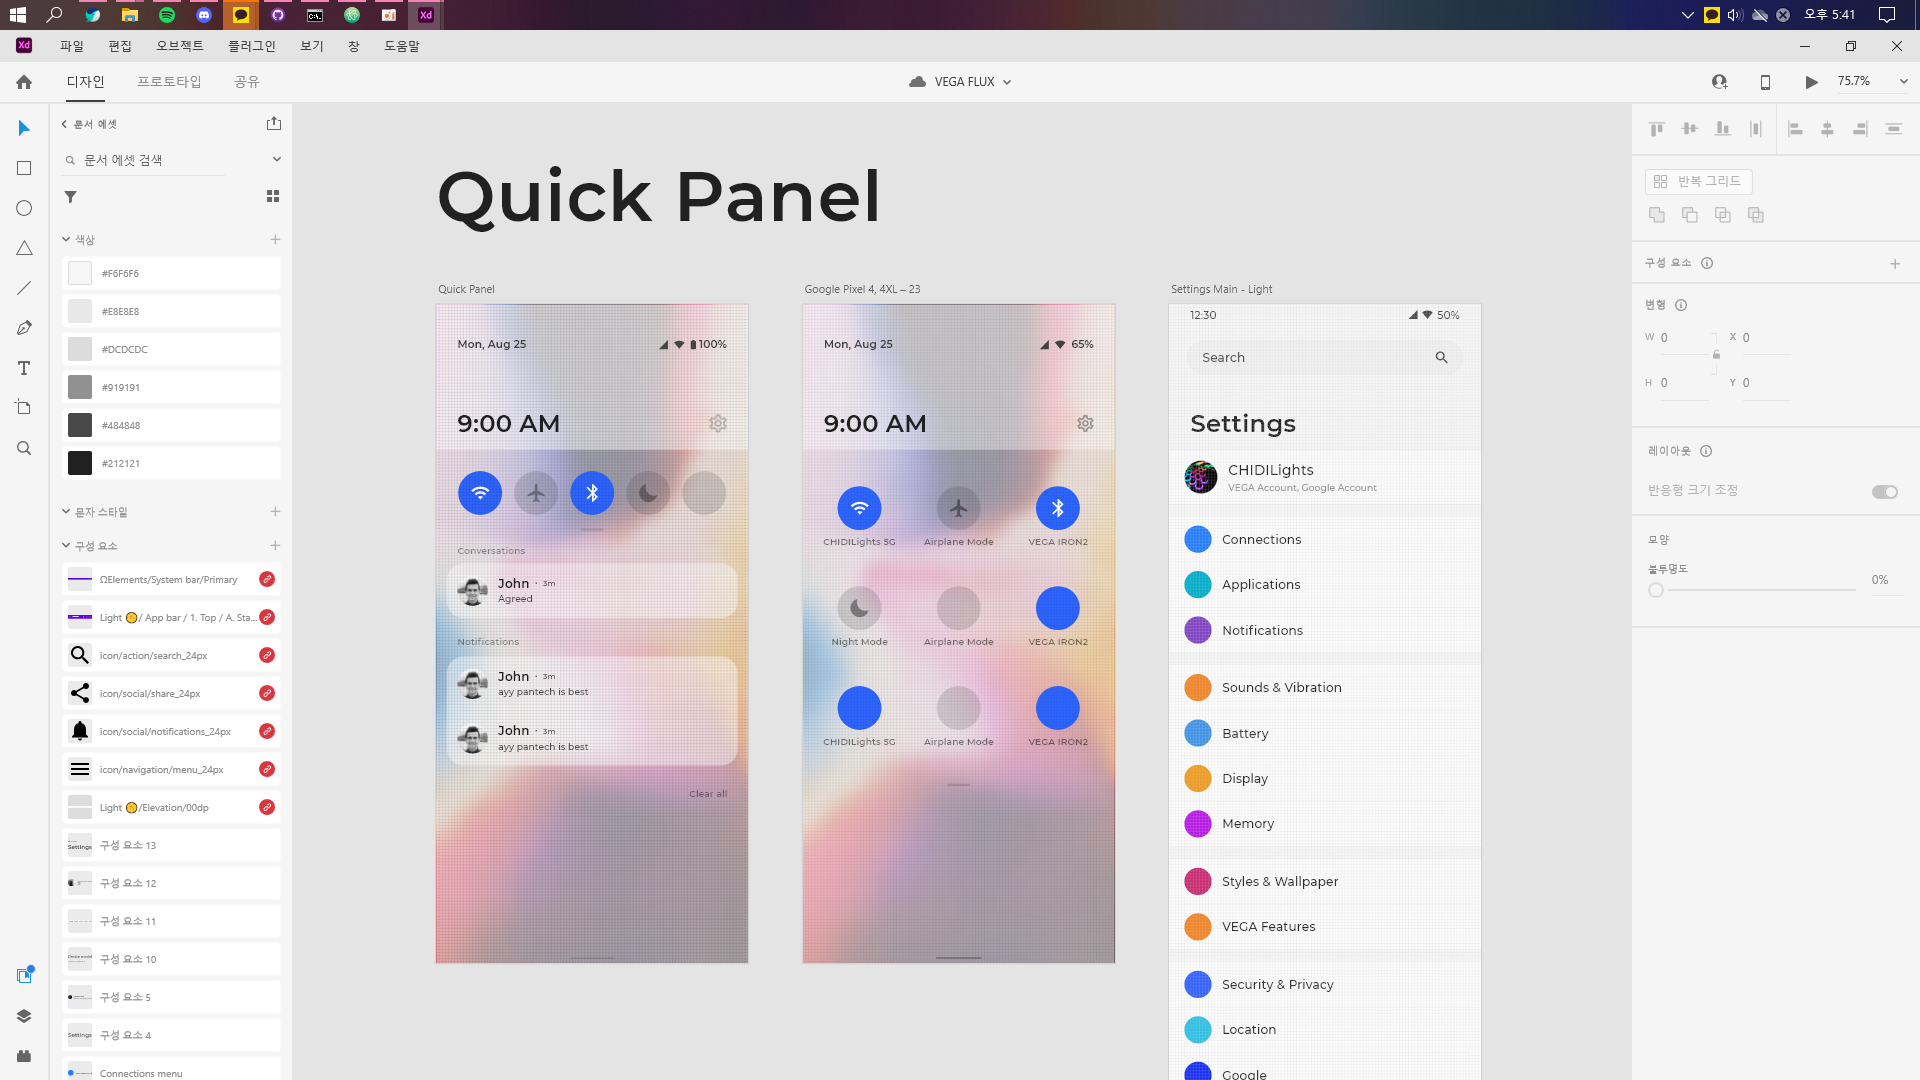 오후 5:41
Xd
파일
편집
오브젝트
플러그인
보기
창
도움말
디자인
프로토타입
공유
VEGA FLUX
75.7%
문서 에셋
문서 에셋 검색
색상
#F6F6F6
#E8E8E8
#DCDCDC
#919191
#484848
#212121
문자 스타일
구성 요소
ΩElements/System bar/Primary
Light 🌕/ App bar / 1. Top / A. Sta...
icon/action/search_24px
icon/social/share_24px
icon/social/notifications_24px
icon/navigation/menu_24px
Light 🌕/Elevation/00dp
구성 요소 13
구성 요소 12
구성 요소 11
구성 요소 10
구성 요소 5
구성 요소 4
Connections menu
Quick Panel
Quick Panel
Mon, Aug 25
100%
9:00 AM
Conversations
John · 3m
Agreed
Notifications
John · 3m
ayy pantech is best
John · 3m
ayy pantech is best
Clear all
Google Pixel 4, 4XL – 23
Mon, Aug 25
65%
9:00 AM
CHIDILights 5G
Airplane Mode
VEGA IRON2
Night Mode
Airplane Mode
VEGA IRON2
CHIDILights 5G
Airplane Mode
VEGA IRON2
Settings Main - Light
12:30
50%
Search
Settings
CHIDILights
VEGA Account, Google Account
Connections
Applications
Notifications
Sounds & Vibration
Battery
Display
Memory
Styles & Wallpaper
VEGA Features
Security & Privacy
Location
Google
반복 그리드
구성 요소
변형
W 0
X 0
H 0
Y 0
레이아웃
반응형 크기 조정
모양
불투명도
0%